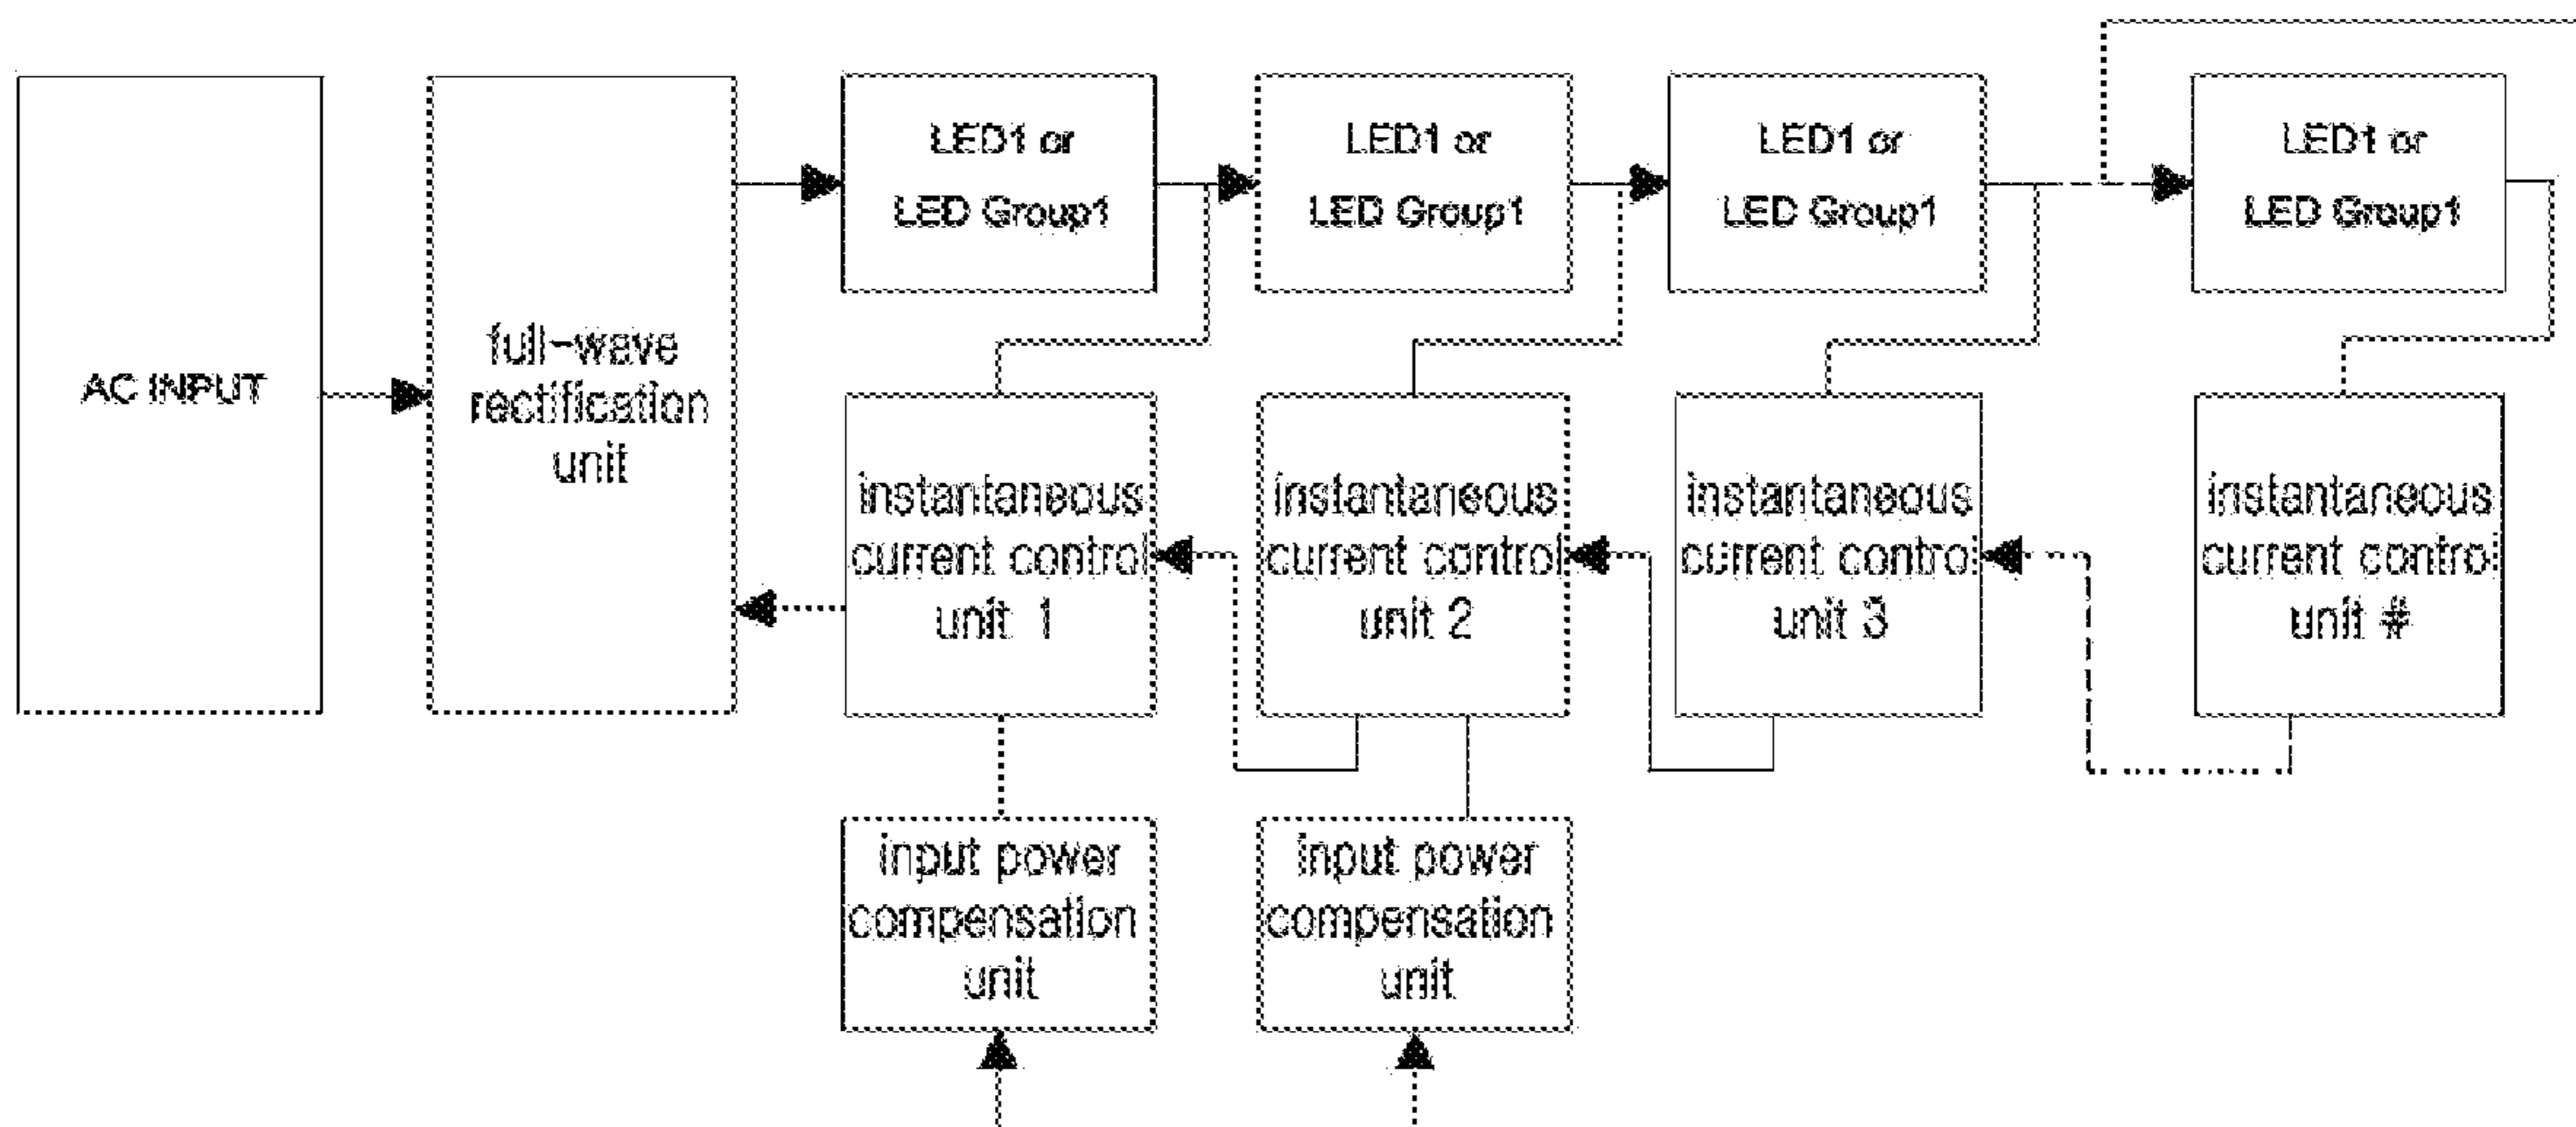 AC INPUT
full-wave
rectification
unit
LED1 or
LED Group1
LED1 or
LED Group1
LED1 or
LED Group1
LED1 or
LED Group1
instantaneous
current control
unit 1
instantaneous
current control
unit 2
instantaneous
current control
unit 3
instantaneous
current control
unit #
input power
compensation
unit
input power
compensation
unit